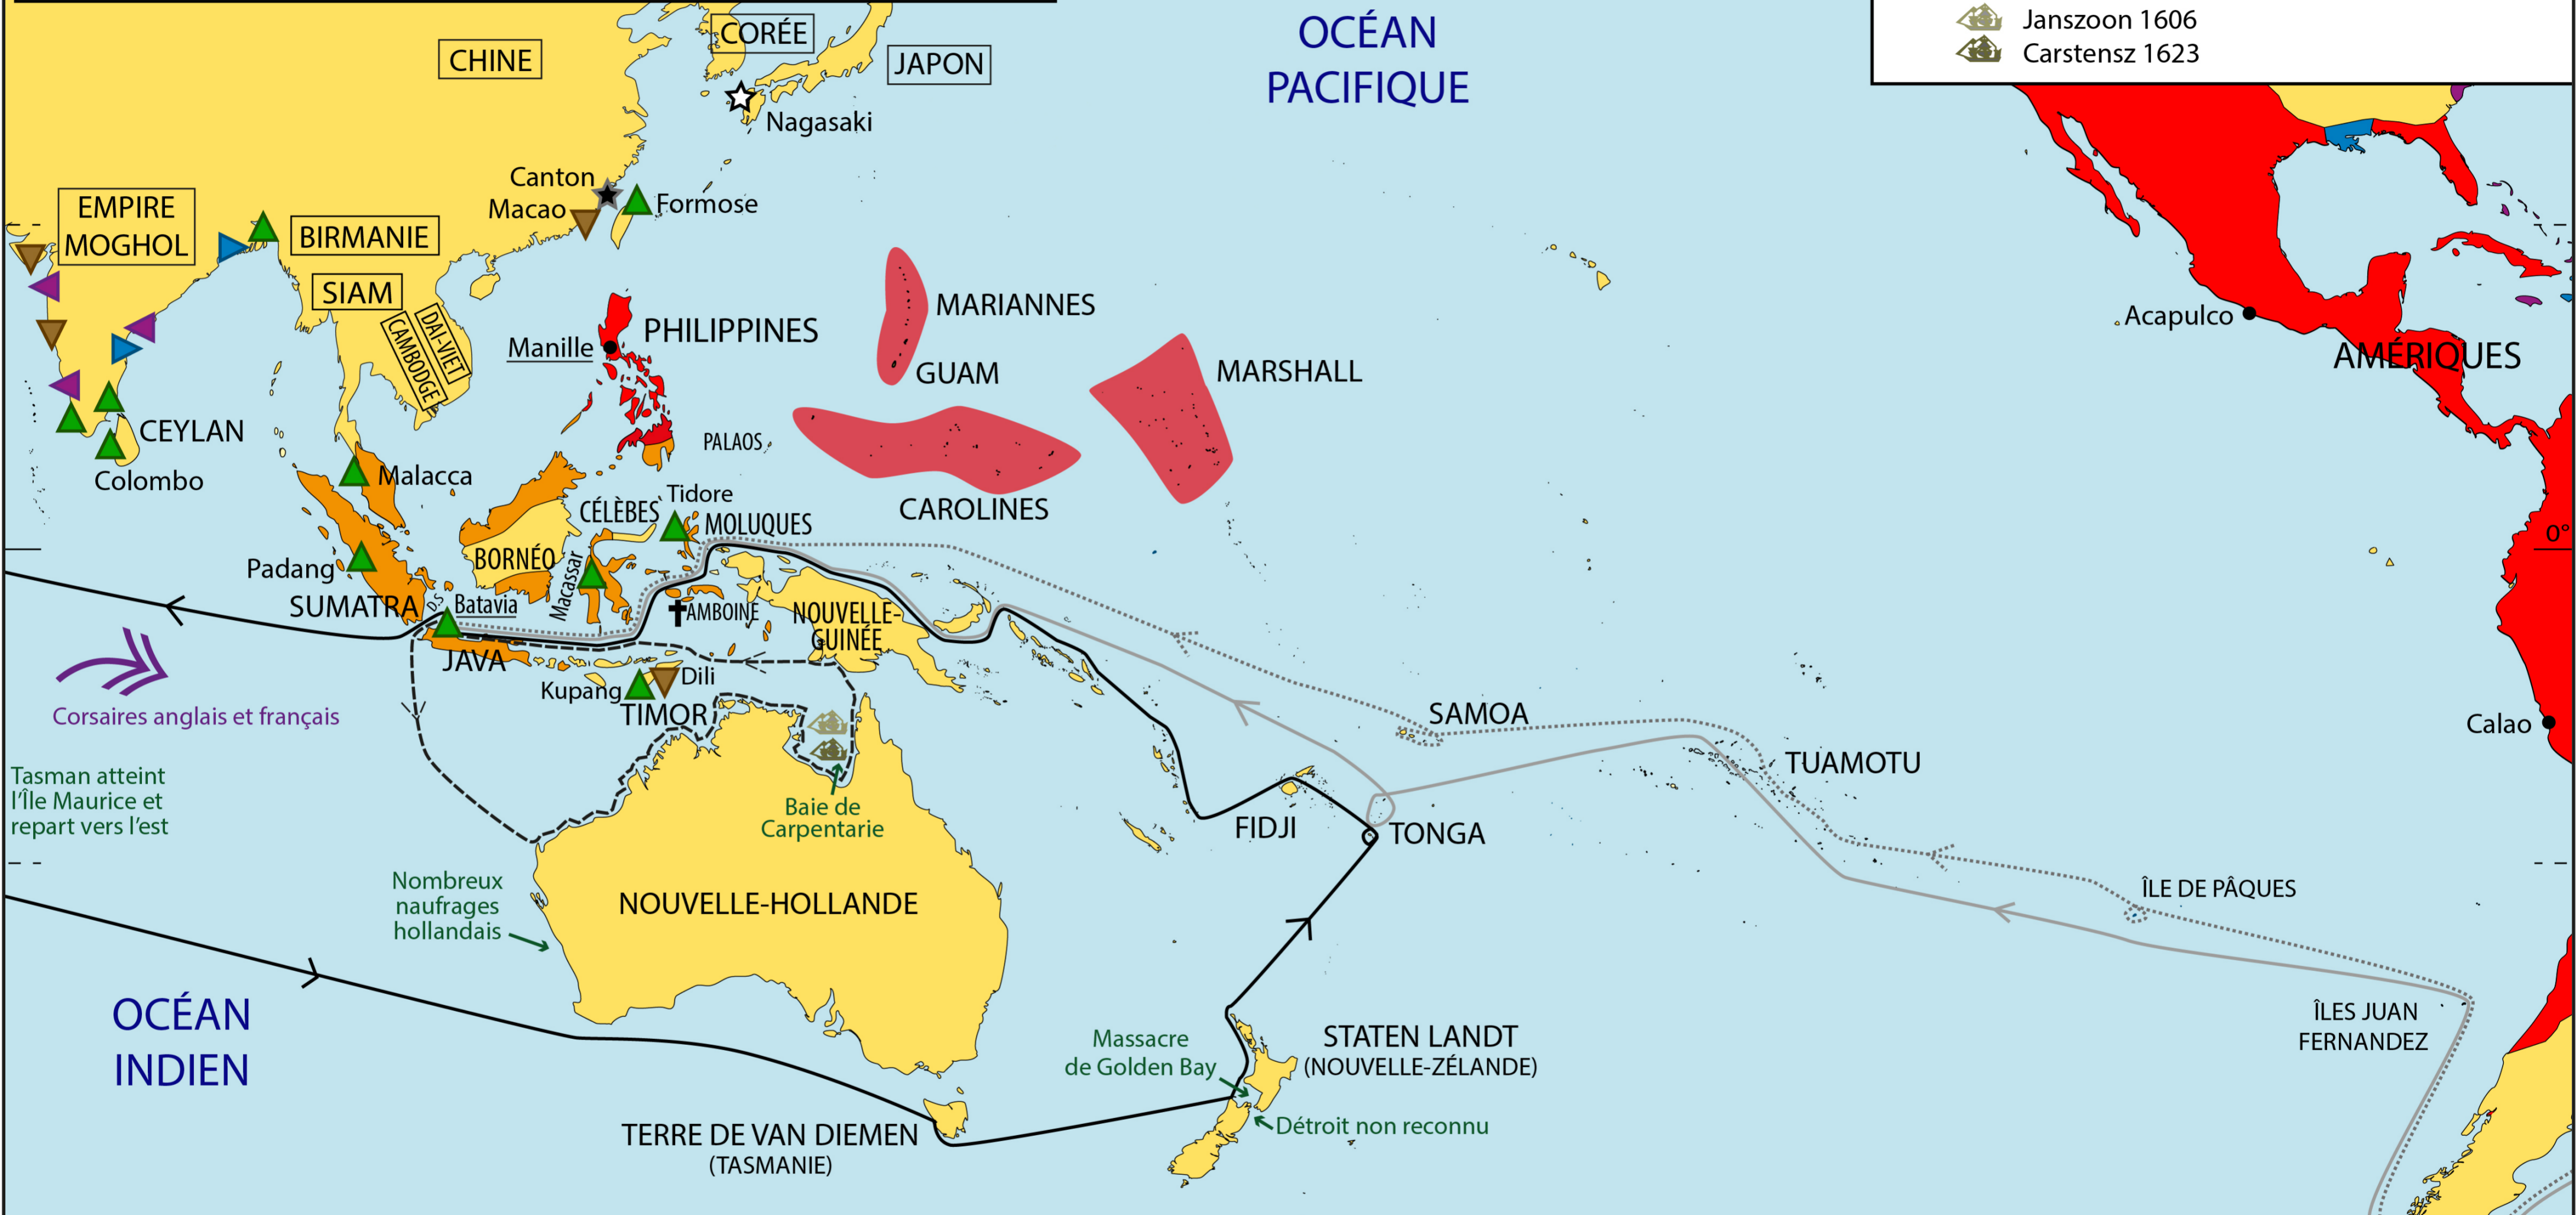 Janszoon 1606
Carstensz 1623
OCÉAN
PACIFIQUE
CORÉE
CHINE
JAPON
Nagasaki
Canton
Macao
Formose
EMPIRE
MOGHOL
BIRMANIE
SIAM
DAI-VIET
CAMBODGE
Manille
PHILIPPINES
MARIANNES
GUAM
MARSHALL
Acapulco
AMÉRIQUES
CEYLAN
Colombo
PALAOS
Malacca
CAROLINES
Tidore
CÉLÈBES
MOLUQUES
0°
BORNÉO
Padang
Macassar
SUMATRA
D.S.
Batavia
AMBOINE
NOUVELLE-
GUINÉE
JAVA
Kupang
Dili
TIMOR
Corsaires anglais et français
SAMOA
Calao
TUAMOTU
Tasman atteint
l'Île Maurice et
repart vers l'est
Baie de
Carpentarie
FIDJI
TONGA
Nombreux
naufrages
hollandais
NOUVELLE-HOLLANDE
ÎLE DE PÂQUES
OCÉAN
INDIEN
ÎLES JUAN
FERNANDEZ
Massacre
de Golden Bay
STATEN LANDT
(NOUVELLE-ZÉLANDE)
Détroit non reconnu
TERRE DE VAN DIEMEN
(TASMANIE)